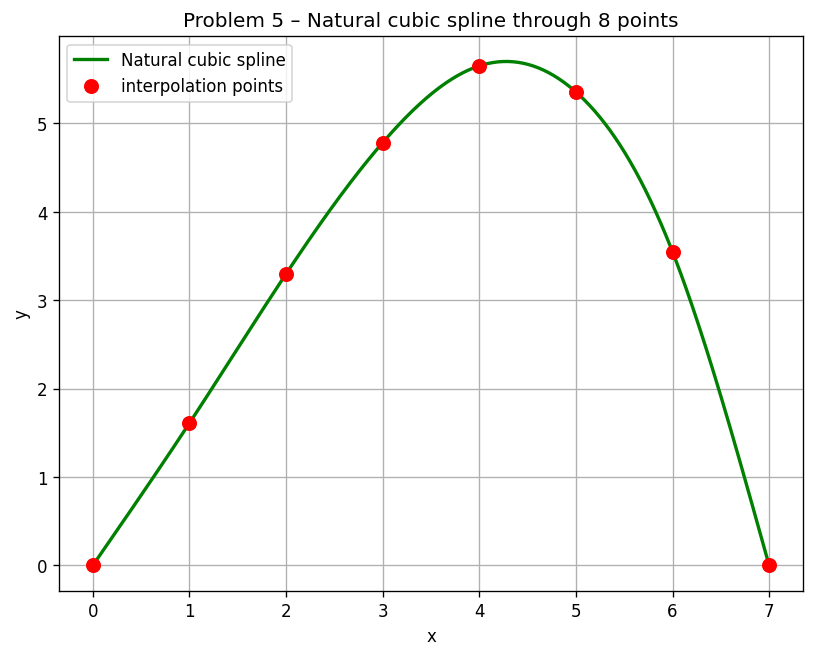 Problem 5 – Natural cubic spline through 8 points
Natural cubic spline
interpolation points
y
5
4
3
2
1
0
0 1 2 3 4 5 6 7
x